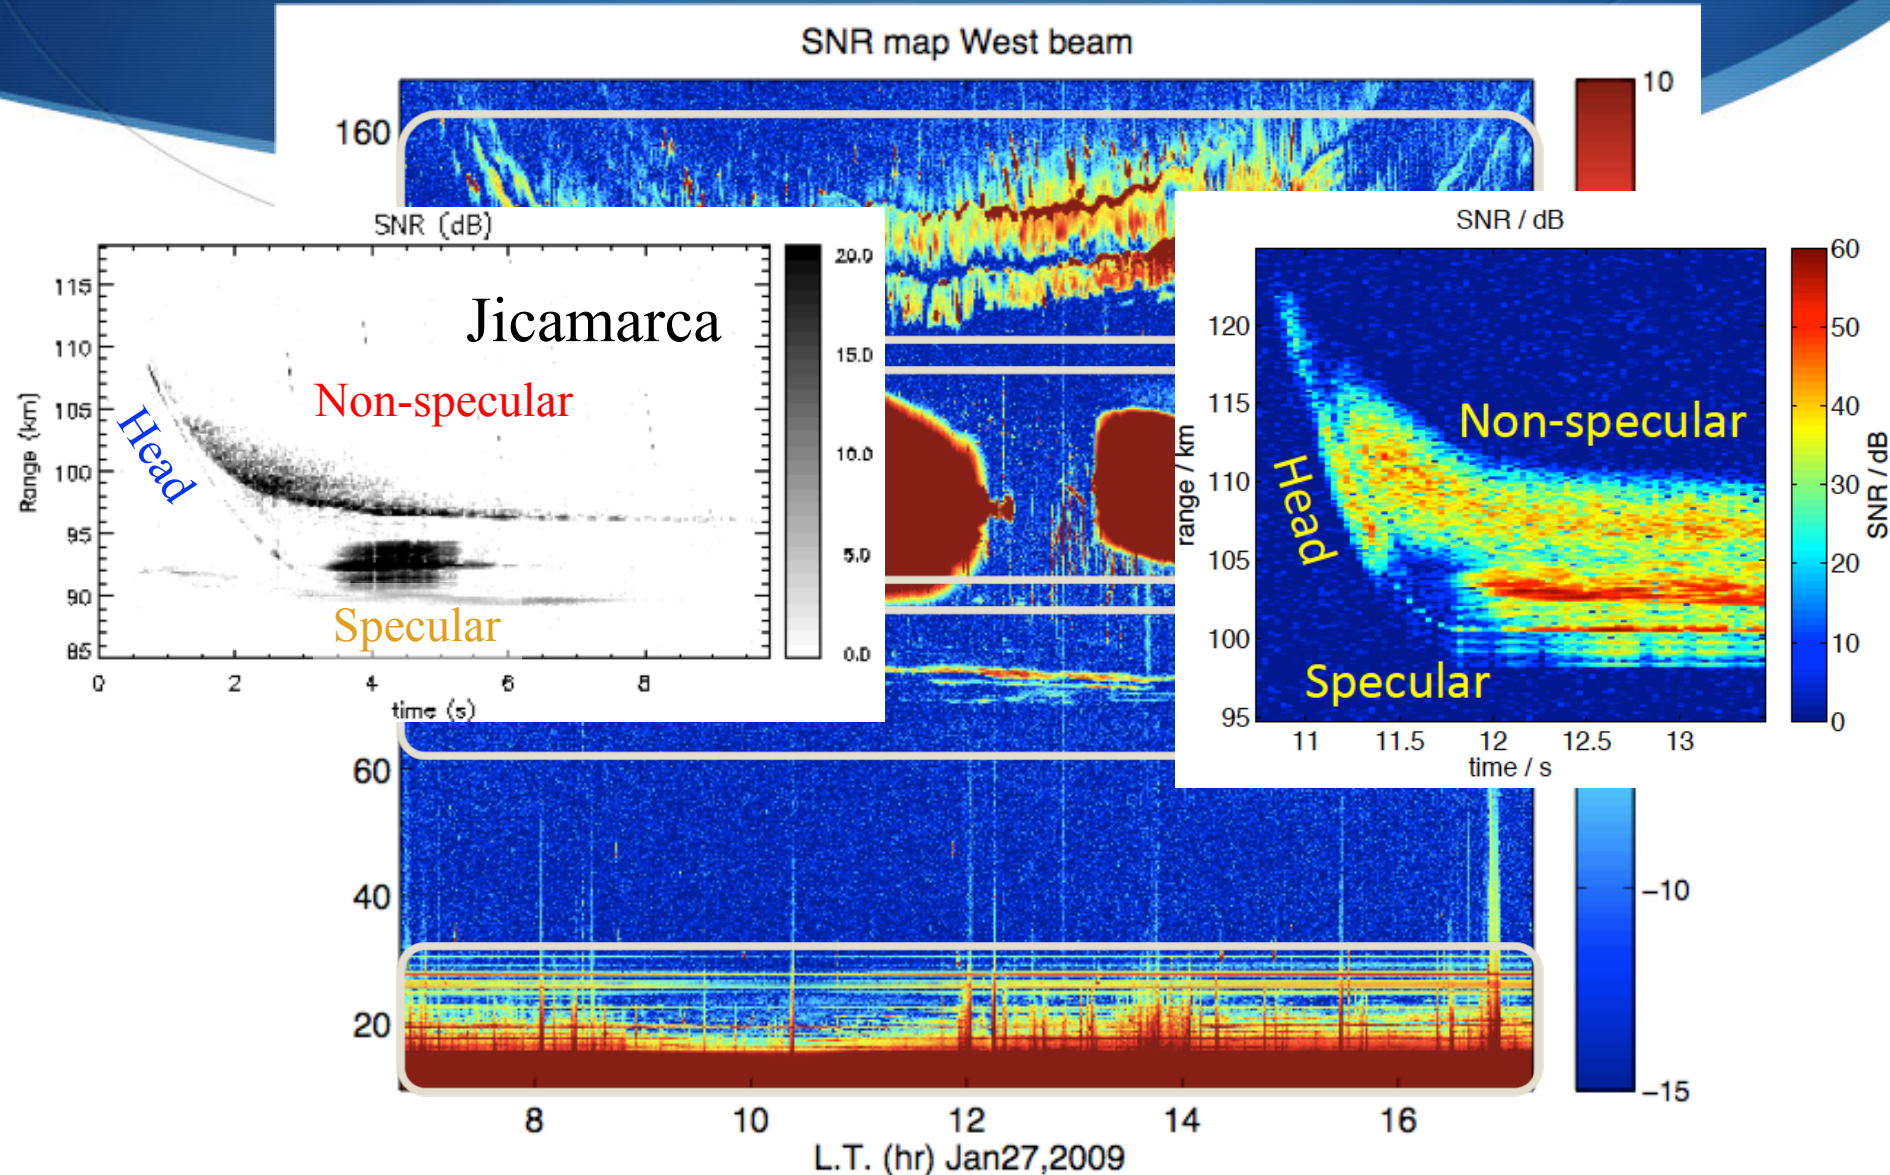 SNR map West beam
160
60
40
20
8 10 12 14 16
L.T. (hr) Jan27,2009
10
−10
−15
SNR (dB)
Jicamarca
Non-specular
Head
Specular
Range (km)
115
110
105
100
95
90
85
0 2 4 6 8
time (s)
20.0
15.0
10.0
5.0
0.0
SNR / dB
Non-specular
Head
Specular
range / km
120
115
110
105
100
95
11 11.5 12 12.5 13
time / s
60
50
40
30
20
10
0
SNR / dB